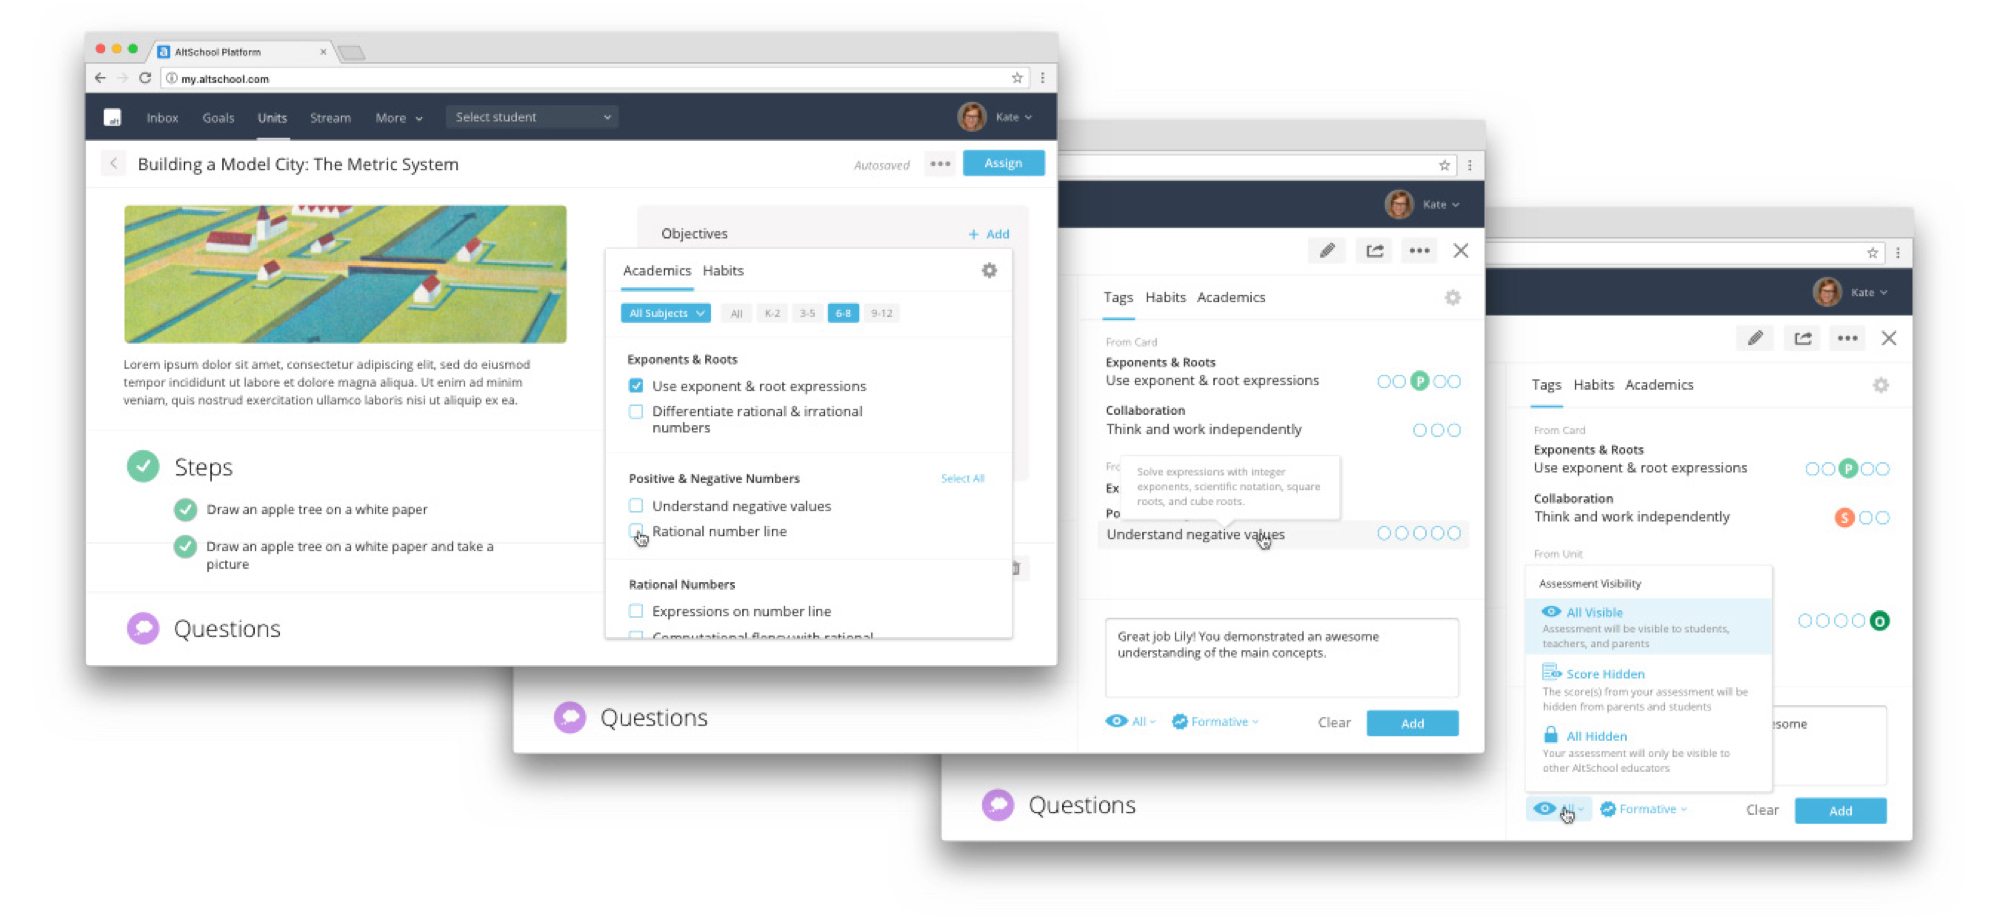 AltSchool Platform
my.altschool.com
alt
Inbox Goals Units Stream More Select student Kate
Building a Model City: The Metric System
Autosaved Assign
Lorem ipsum dolor sit amet, consectetur adipiscing elit, sed do eiusmod
tempor incididunt ut labore et dolore magna aliqua. Ut enim ad minim
veniam, quis nostrud exercitation ullamco laboris nisi ut aliquip ex ea.
Steps
Draw an apple tree on a white paper
Draw an apple tree on a white paper and take a
picture
Questions
Objectives + Add
Academics Habits
All Subjects All K-2 3-5 6-8 9-12
Exponents & Roots
Use exponent & root expressions
Differentiate rational & irrational
numbers
Positive & Negative Numbers Select All
Understand negative values
Rational number line
Rational Numbers
Expressions on number line
Computational flency with rational
Kate
Tags Habits Academics
From Card
Exponents & Roots
Use exponent & root expressions P
Collaboration
Think and work independently
Fro
Ex
Po
Solve expressions with integer
exponents, scientific notation, square
roots, and cube roots.
Understand negative values
Great job Lily! You demonstrated an awesome
understanding of the main concepts.
All Formative Clear Add
Questions
Kate
Tags Habits Academics
From Card
Exponents & Roots
Use exponent & root expressions P
Collaboration
Think and work independently S
From Unit
Assessment Visibility
All Visible
Assessment will be visible to students,
teachers, and parents
O
Score Hidden
The score(s) from your assessment will be
hidden from parents and students
All Hidden
Your assessment will only be visible to
other AltSchool educators
esome
All Formative Clear Add
Questions